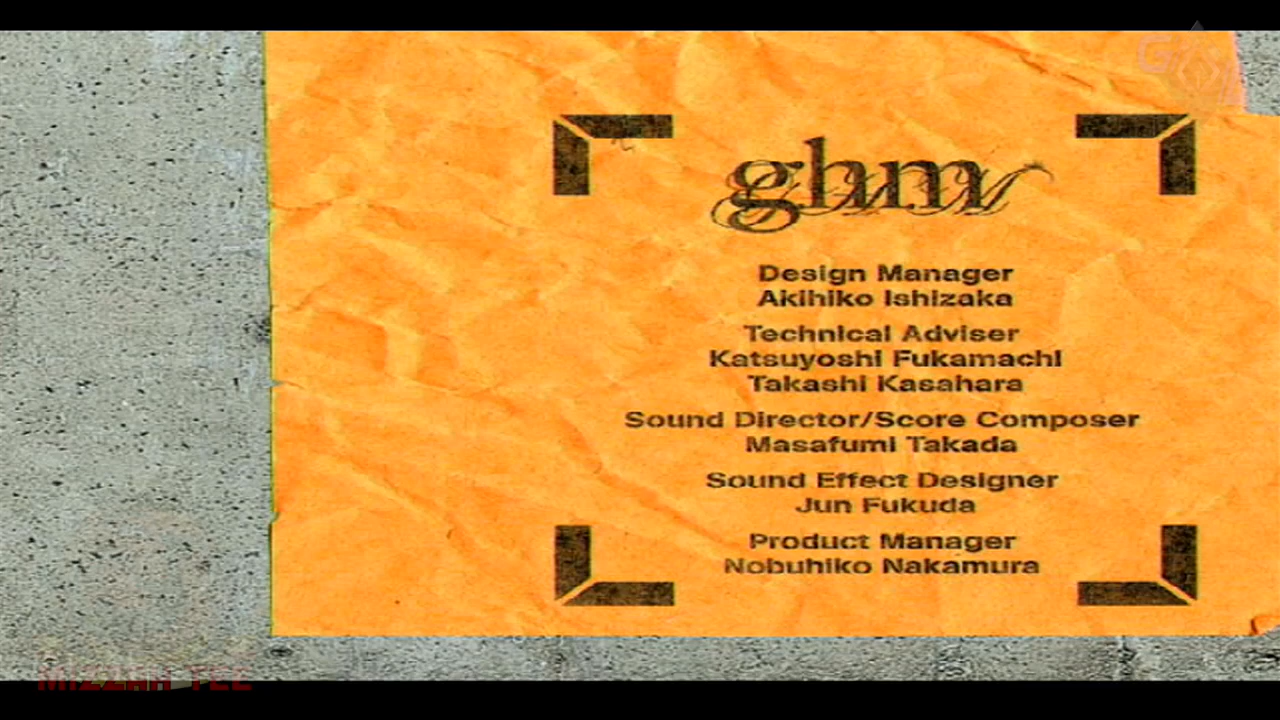 ghm
Design Manager
Akihiko Ishizaka
Technical Adviser
Katsuyoshi Fukamachi
Takashi Kasahara
Sound Director/Score Composer
Masafumi Takada
Sound Effect Designer
Jun Fukuda
Product Manager
Nobuhiko Nakamura